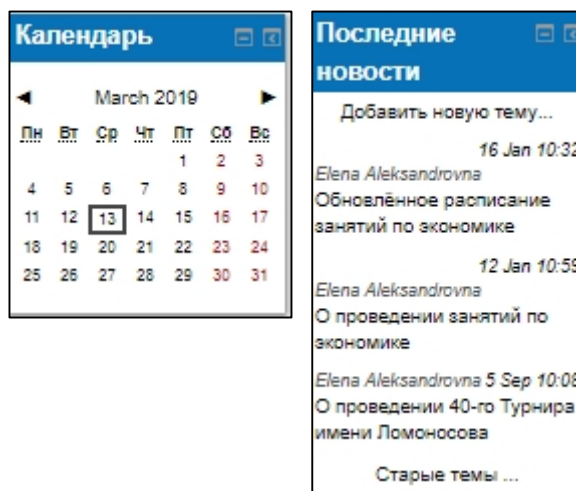 Календарь
◄ March 2019 ►
Пн Вт Ср Чт Пт Сб Вс
1 2 3
4 5 6 7 8 9 10
11 12 13 14 15 16 17
18 19 20 21 22 23 24
25 26 27 28 29 30 31
Последние
новости
Добавить новую тему...
16 Jan 10:32
Elena Aleksandrovna
Обновлённое расписание
занятий по экономике
12 Jan 10:59
Elena Aleksandrovna
О проведении занятий по
экономике
Elena Aleksandrovna 5 Sep 10:08
О проведении 40-го Турнира
имени Ломоносова
Старые темы ...